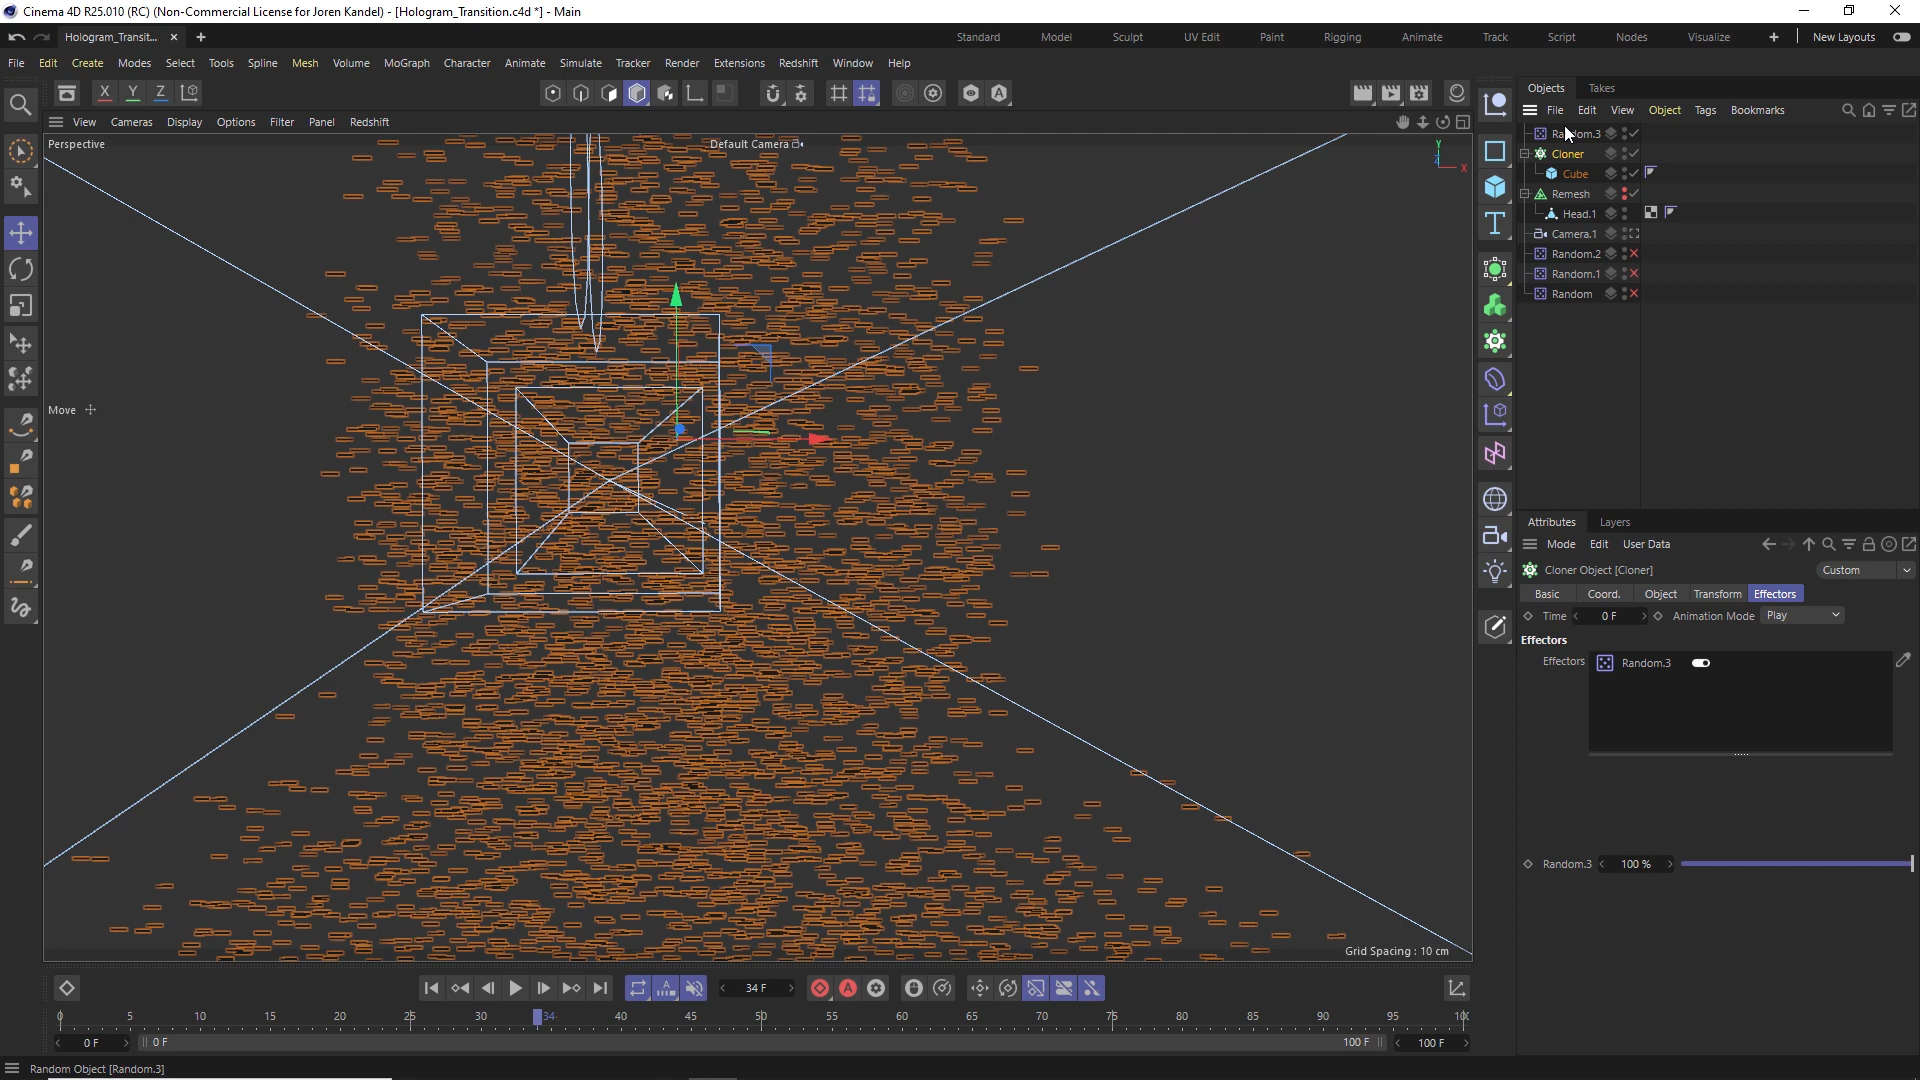 Cinema 4D R25.010 (RC) (Non-Commercial License for Joren Kandel) - [Hologram_Transition.c4d *] - Main
Hologram_Transit... × +
Standard Model Sculpt UV Edit Paint Rigging Animate Track Script Nodes Visualize + New Layouts
File Edit Create Modes Select Tools Spline Mesh Volume MoGraph Character Animate Simulate Tracker Render Extensions Redshift Window Help
X Y Z
View Cameras Display Options Filter Panel Redshift
Perspective
Default Camera
Y
Z
X
Move
Grid Spacing : 10 cm
Objects Takes
File Edit View Object Tags Bookmarks
Random.3
Cloner
Cube
Remesh
Head.1
Camera.1
Random.2
Random.1
Random
Attributes Layers
Mode Edit User Data
Cloner Object [Cloner] Custom
Basic Coord. Object Transform Effectors
Time 0 F Animation Mode Play
Effectors
Effectors Random.3
Random.3 100 %
34 F
0 5 10 15 20 25 30 34 40 45 50 55 60 65 70 75 80 85 90 95 100
0 F 0 F 100 F 100 F
Random Object [Random.3]